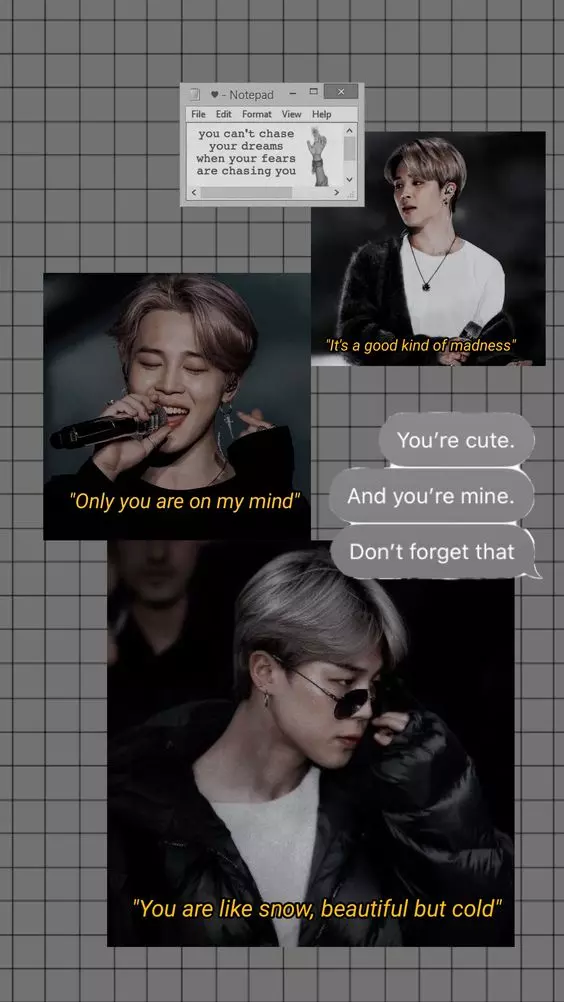 ♥ - Notepad
File Edit Format View Help
you can't chase
your dreams
when your fears
are chasing you
"It's a good kind of madness"
You're cute.
And you're mine.
Don't forget that
"Only you are on my mind"
"You are like snow, beautiful but cold"